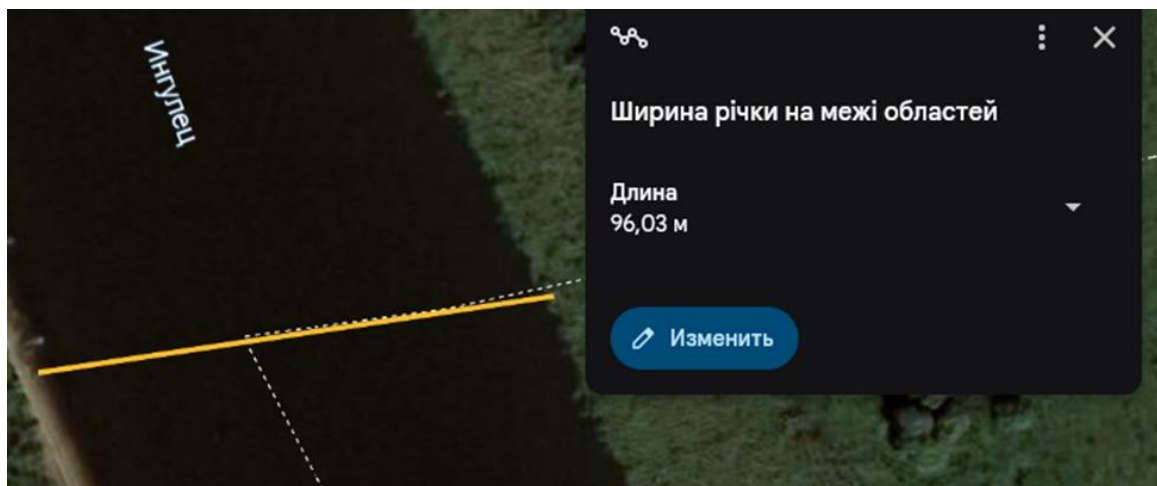 Ингулец
Ширина річки на межі областей
Длина
96,03 м
Изменить